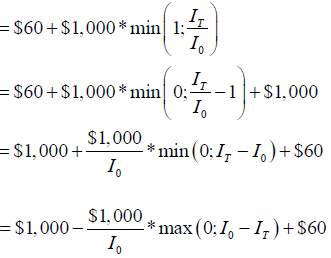 = $60 + $1,000 * min(1; I_T / I_0)
= $60 + $1,000 * min(0; I_T / I_0 − 1) + $1,000
= $1,000 + $1,000 / I_0 * min(0; I_T − I_0) + $60
= $1,000 − $1,000 / I_0 * max(0; I_0 − I_T) + $60